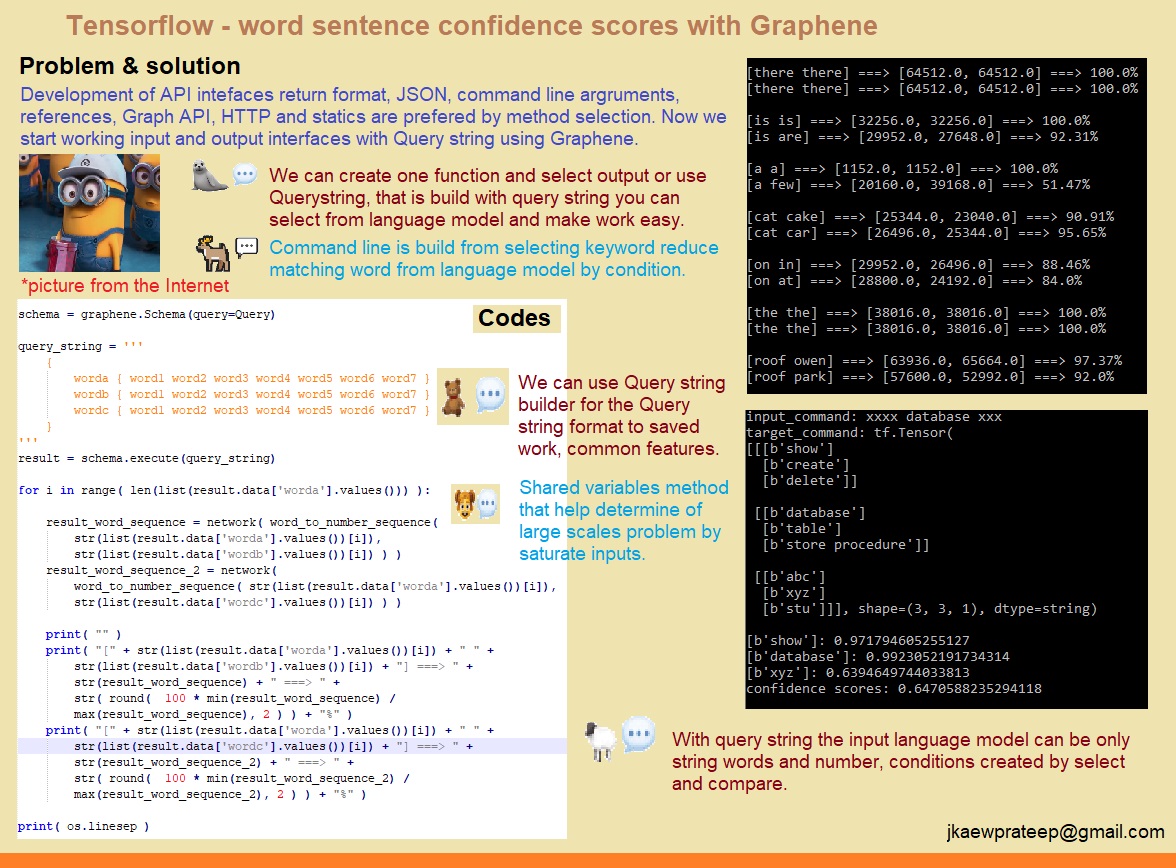 Tensorflow - word sentence confidence scores with Graphene
Problem & solution
Development of API intefaces return format, JSON, command line argruments,
references, Graph API, HTTP and statics are prefered by method selection. Now we
start working input and output interfaces with Query string using Graphene.
We can create one function and select output or use
Querystring, that is build with query string you can
select from language model and make work easy.
Command line is build from selecting keyword reduce
matching word from language model by condition.
*picture from the Internet
Codes
schema = graphene.Schema(query=Query)
query_string = '''
{
worda { word1 word2 word3 word4 word5 word6 word7 }
wordb { word1 word2 word3 word4 word5 word6 word7 }
wordc { word1 word2 word3 word4 word5 word6 word7 }
}
'''
result = schema.execute(query_string)
for i in range( len(list(result.data['worda'].values())) ):
result_word_sequence = network( word_to_number_sequence(
str(list(result.data['worda'].values())[i]),
str(list(result.data['wordb'].values())[i]) ) )
result_word_sequence_2 = network(
word_to_number_sequence( str(list(result.data['worda'].values())[i]),
str(list(result.data['wordc'].values())[i]) ) )
print( "" )
print( "[" + str(list(result.data['worda'].values())[i]) + " " +
str(list(result.data['wordb'].values())[i]) + "] ===> " +
str(result_word_sequence) + " ===> " +
str( round( 100 * min(result_word_sequence) /
max(result_word_sequence), 2 ) ) + "%" )
print( "[" + str(list(result.data['worda'].values())[i]) + " " +
str(list(result.data['wordc'].values())[i]) + "] ===> " +
str(result_word_sequence_2) + " ===> " +
str( round( 100 * min(result_word_sequence_2) /
max(result_word_sequence_2), 2 ) ) + "%" )
print( os.linesep )
We can use Query string
builder for the Query
string format to saved
work, common features.
Shared variables method
that help determine of
large scales problem by
saturate inputs.
[there there] ===> [64512.0, 64512.0] ===> 100.0%
[there there] ===> [64512.0, 64512.0] ===> 100.0%
[is is] ===> [32256.0, 32256.0] ===> 100.0%
[is are] ===> [29952.0, 27648.0] ===> 92.31%
[a a] ===> [1152.0, 1152.0] ===> 100.0%
[a few] ===> [20160.0, 39168.0] ===> 51.47%
[cat cake] ===> [25344.0, 23040.0] ===> 90.91%
[cat car] ===> [26496.0, 25344.0] ===> 95.65%
[on in] ===> [29952.0, 26496.0] ===> 88.46%
[on at] ===> [28800.0, 24192.0] ===> 84.0%
[the the] ===> [38016.0, 38016.0] ===> 100.0%
[the the] ===> [38016.0, 38016.0] ===> 100.0%
[roof owen] ===> [63936.0, 65664.0] ===> 97.37%
[roof park] ===> [57600.0, 52992.0] ===> 92.0%
input_command: xxxx database xxx
target_command: tf.Tensor(
[[[b'show']
[b'create']
[b'delete']]
[[b'database']
[b'table']
[b'store procedure']]
[[b'abc']
[b'xyz']
[b'stu']]], shape=(3, 3, 1), dtype=string)
[b'show']: 0.971794605255127
[b'database']: 0.9923052191734314
[b'xyz']: 0.6394649744033813
confidence scores: 0.6470588235294118
With query string the input language model can be only
string words and number, conditions created by select
and compare.
jkaewprateep@gmail.com